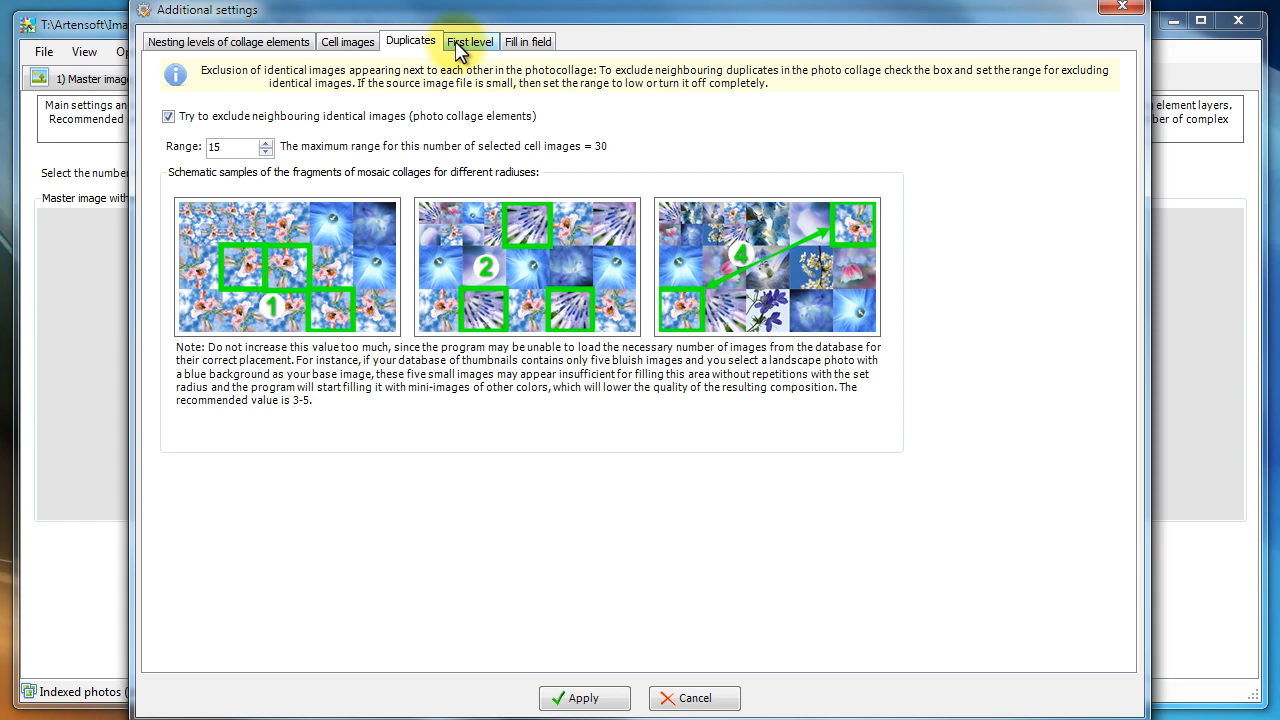 T:\Artensoft\Ima
Additional settings
File View Op
Nesting levels of collage elements Cell images Duplicates First level Fill in field
1) Master imag
Exclusion of identical images appearing next to each other in the photocollage: To exclude neighbouring duplicates in the photo collage check the box and set the range for excluding
identical images. If the source image file is small, then set the range to low or turn it off completely.
Main settings an
element layers.
Recommended
mber of complex
Try to exclude neighbouring identical images (photo collage elements)
Range: 15 The maximum range for this number of selected cell images = 30
Select the numbe
Schematic samples of the fragments of mosaic collages for different radiuses:
Master image with
1
2
4
Note: Do not increase this value too much, since the program may be unable to load the necessary number of images from the database for
their correct placement. For instance, if your database of thumbnails contains only five bluish images and you select a landscape photo with
a blue background as your base image, these five small images may appear insufficient for filling this area without repetitions with the set
radius and the program will start filling it with mini-images of other colors, which will lower the quality of the resulting composition. The
recommended value is 3-5.
Indexed photos (
Apply Cancel